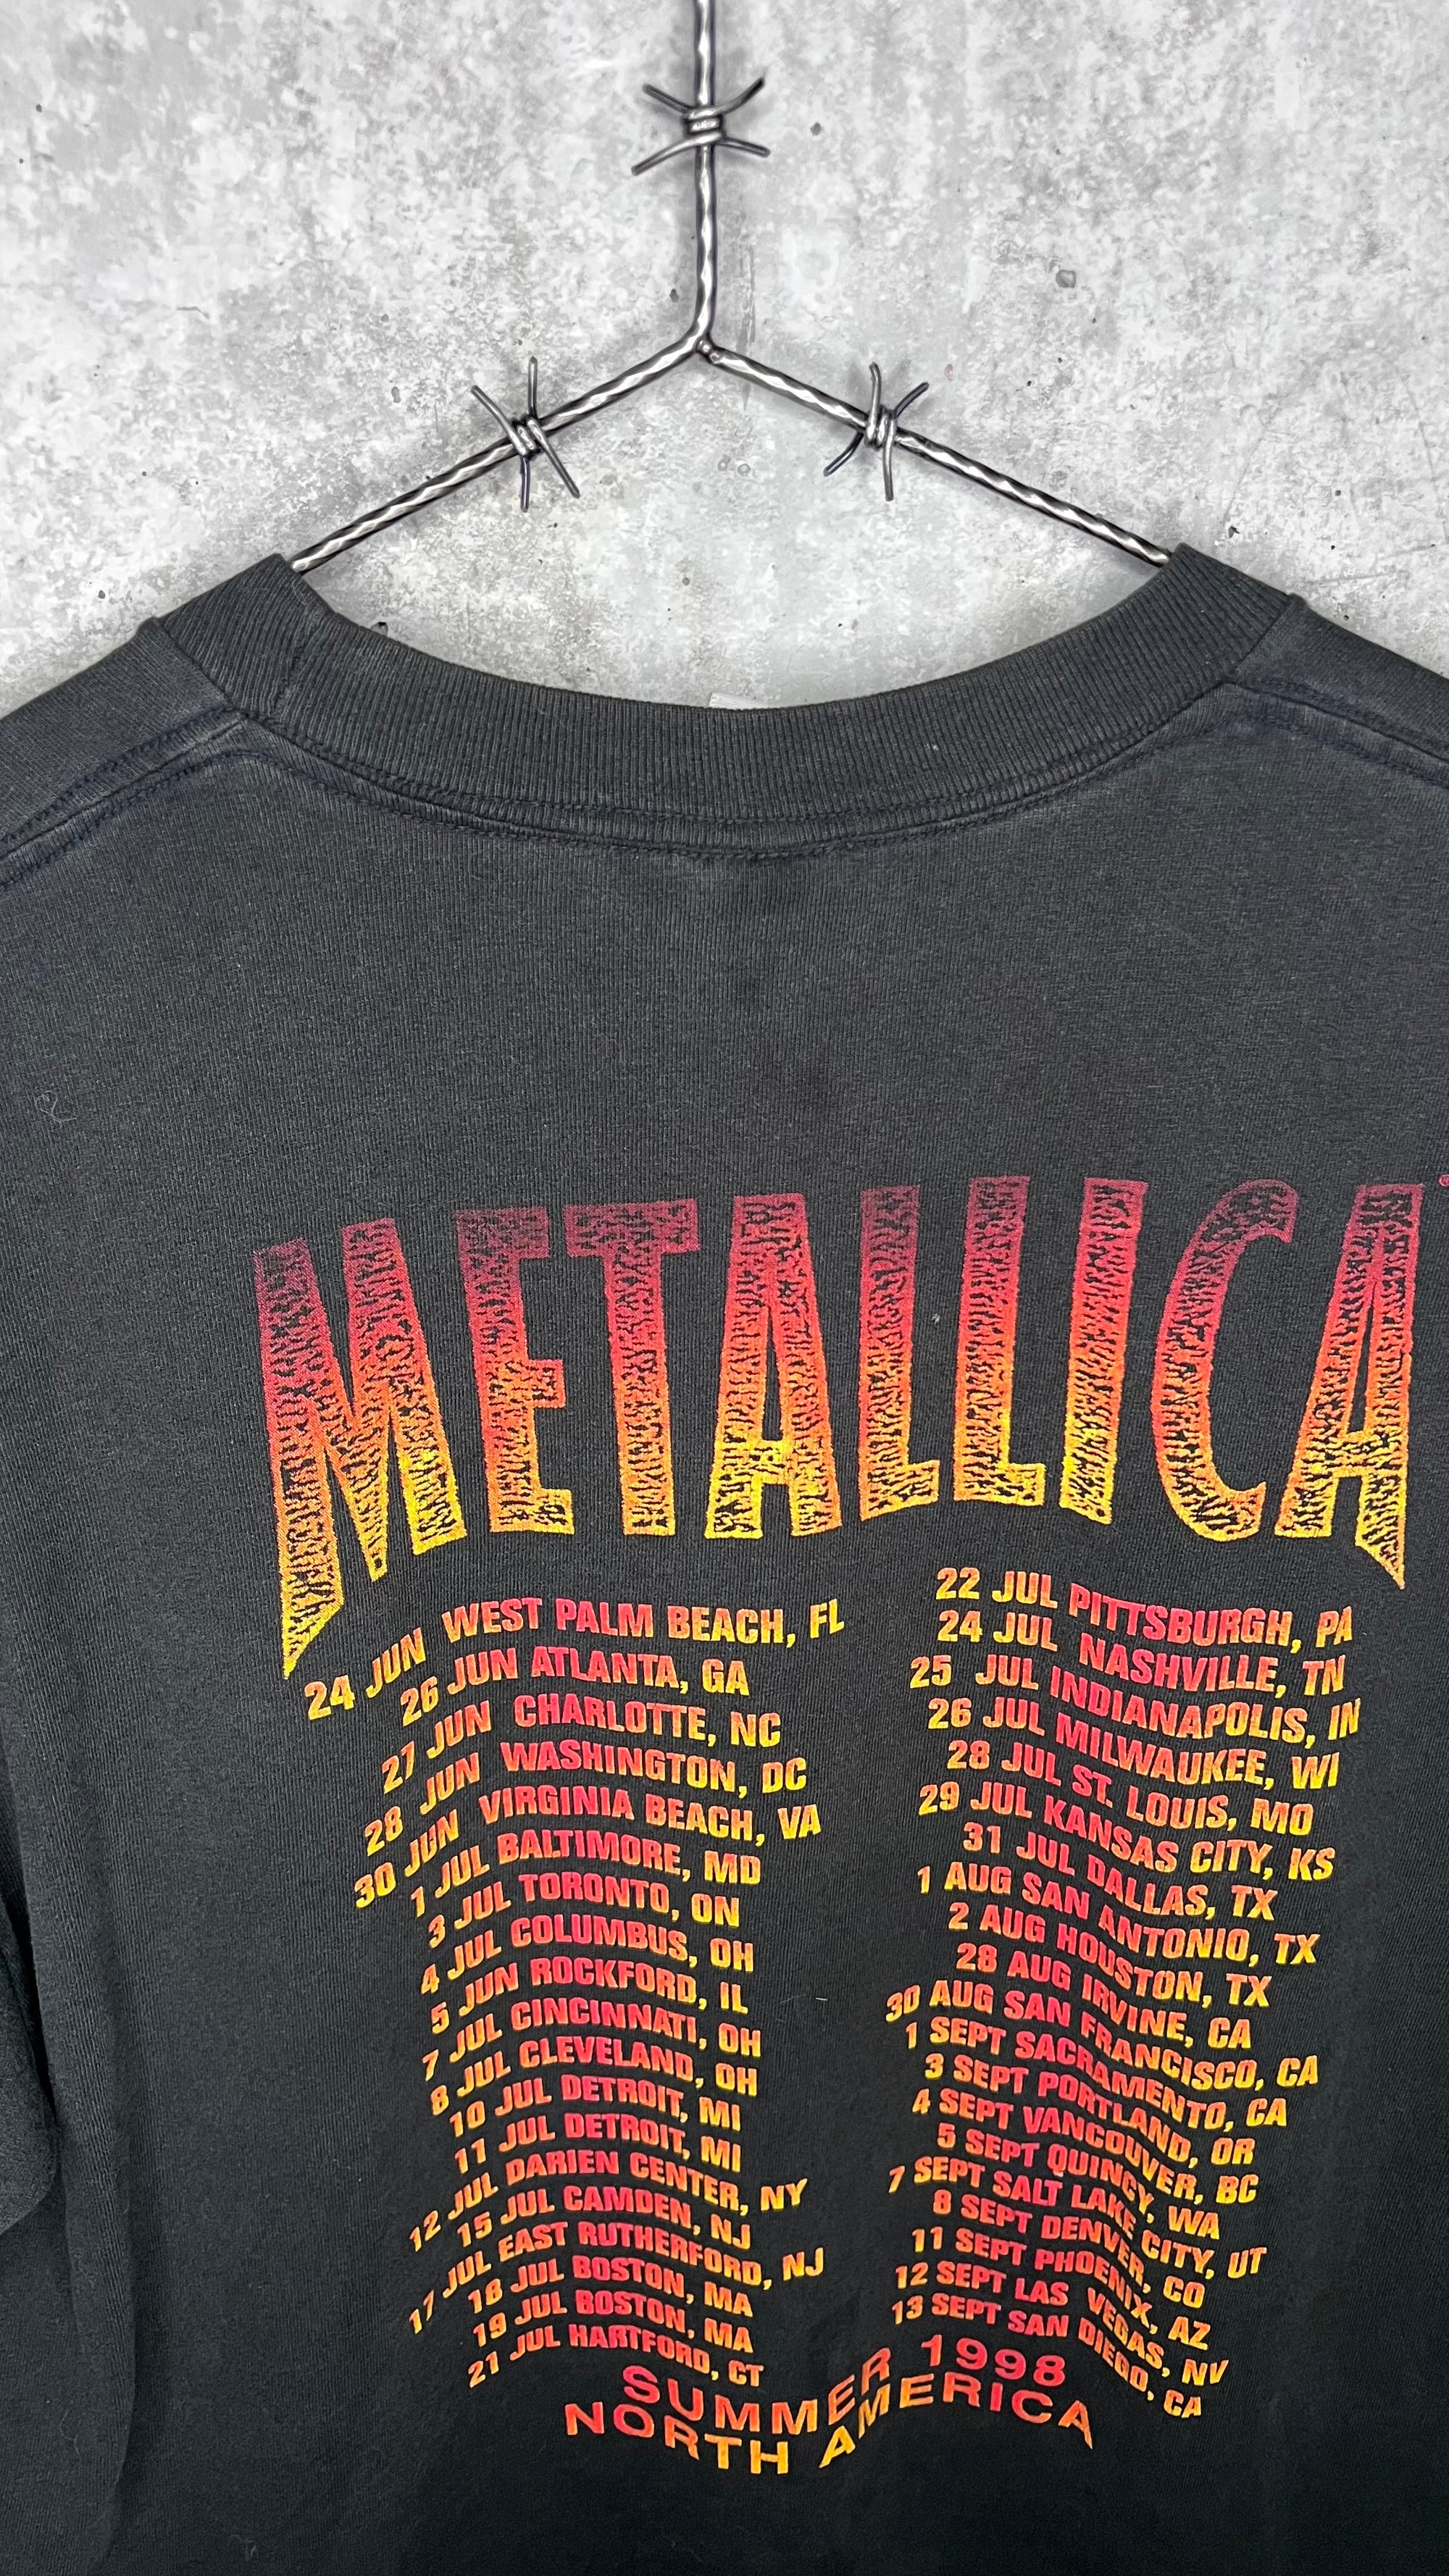 METALLICA
24 JUN WEST PALM BEACH, FL
26 JUN ATLANTA, GA
27 JUN CHARLOTTE, NC
28 JUN WASHINGTON, DC
30 JUN VIRGINIA BEACH, VA
1 JUL BALTIMORE, MD
3 JUL TORONTO, ON
4 JUL COLUMBUS, OH
5 JUN ROCKFORD, IL
7 JUL CINCINNATI, OH
8 JUL CLEVELAND, OH
10 JUL DETROIT, MI
11 JUL DETROIT, MI
12 JUL DARIEN CENTER, NY
15 JUL CAMDEN, NJ
17 JUL EAST RUTHERFORD, NJ
18 JUL BOSTON, MA
19 JUL BOSTON, MA
21 JUL HARTFORD, CT
22 JUL PITTSBURGH, PA
24 JUL NASHVILLE, TN
25 JUL INDIANAPOLIS, IN
26 JUL MILWAUKEE, WI
28 JUL ST. LOUIS, MO
29 JUL KANSAS CITY, KS
31 JUL DALLAS, TX
1 AUG SAN ANTONIO, TX
2 AUG HOUSTON, TX
28 AUG IRVINE, CA
30 AUG SAN FRANCISCO, CA
1 SEPT SACRAMENTO, CA
3 SEPT PORTLAND, OR
4 SEPT VANCOUVER, BC
5 SEPT QUINCY, WA
7 SEPT SALT LAKE CITY, UT
8 SEPT DENVER, CO
11 SEPT PHOENIX, AZ
12 SEPT LAS VEGAS, NV
13 SEPT SAN DIEGO, CA
SUMMER 1998
NORTH AMERICA